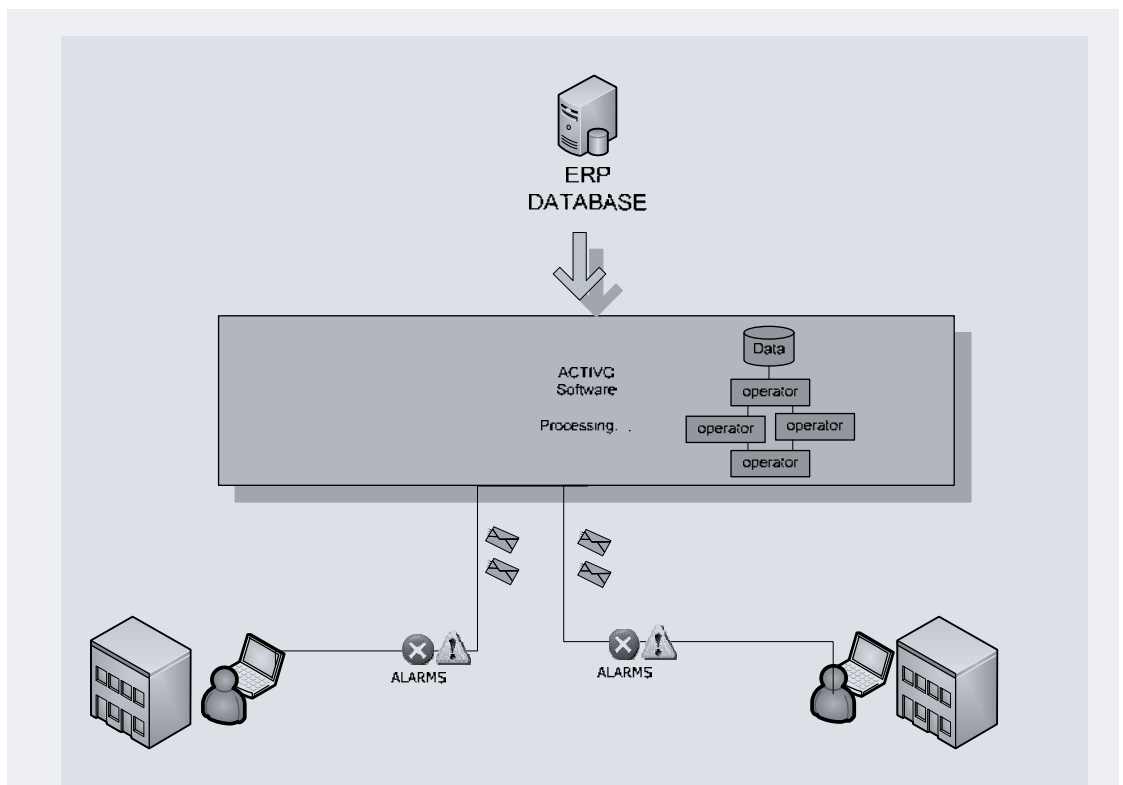 ERP
DATABASE
Data
ACTIVG
Software
operator
Processing. .
operator
operator
operator
ALARMS
ALARMS